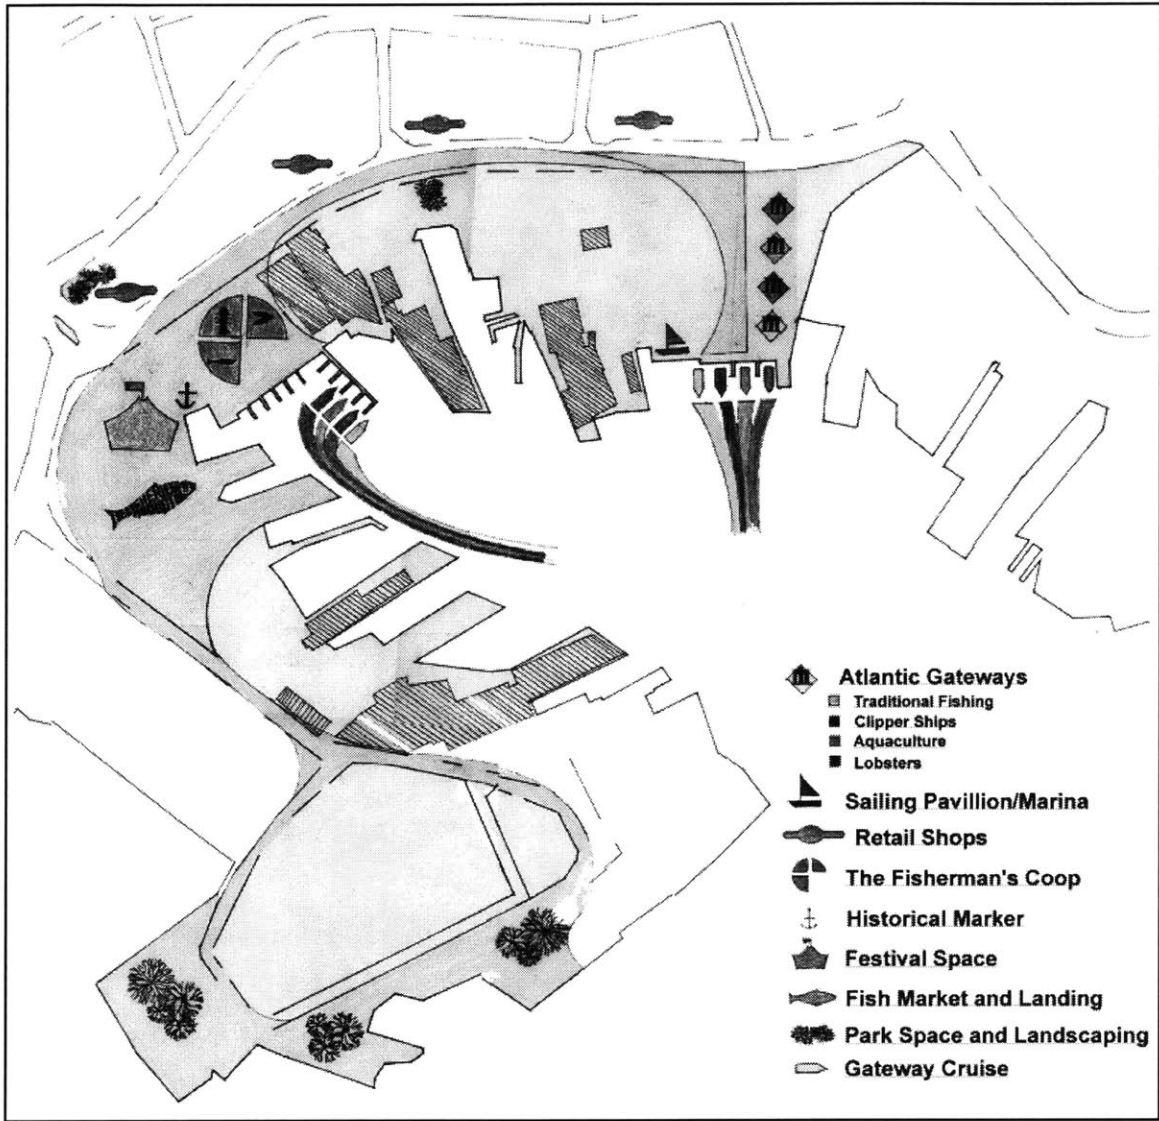 Atlantic Gateways
Traditional Fishing
Clipper Ships
Aquaculture
Lobsters
Sailing Pavillion/Marina
Retail Shops
The Fisherman's Coop
Historical Marker
Festival Space
Fish Market and Landing
Park Space and Landscaping
Gateway Cruise